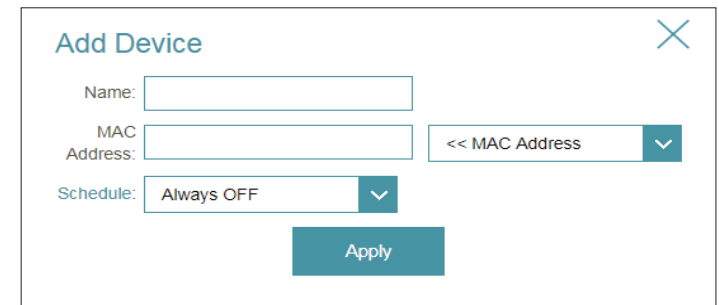 Add Device
Name:
MAC
Address:
<< MAC Address
Schedule:
Always OFF
Apply